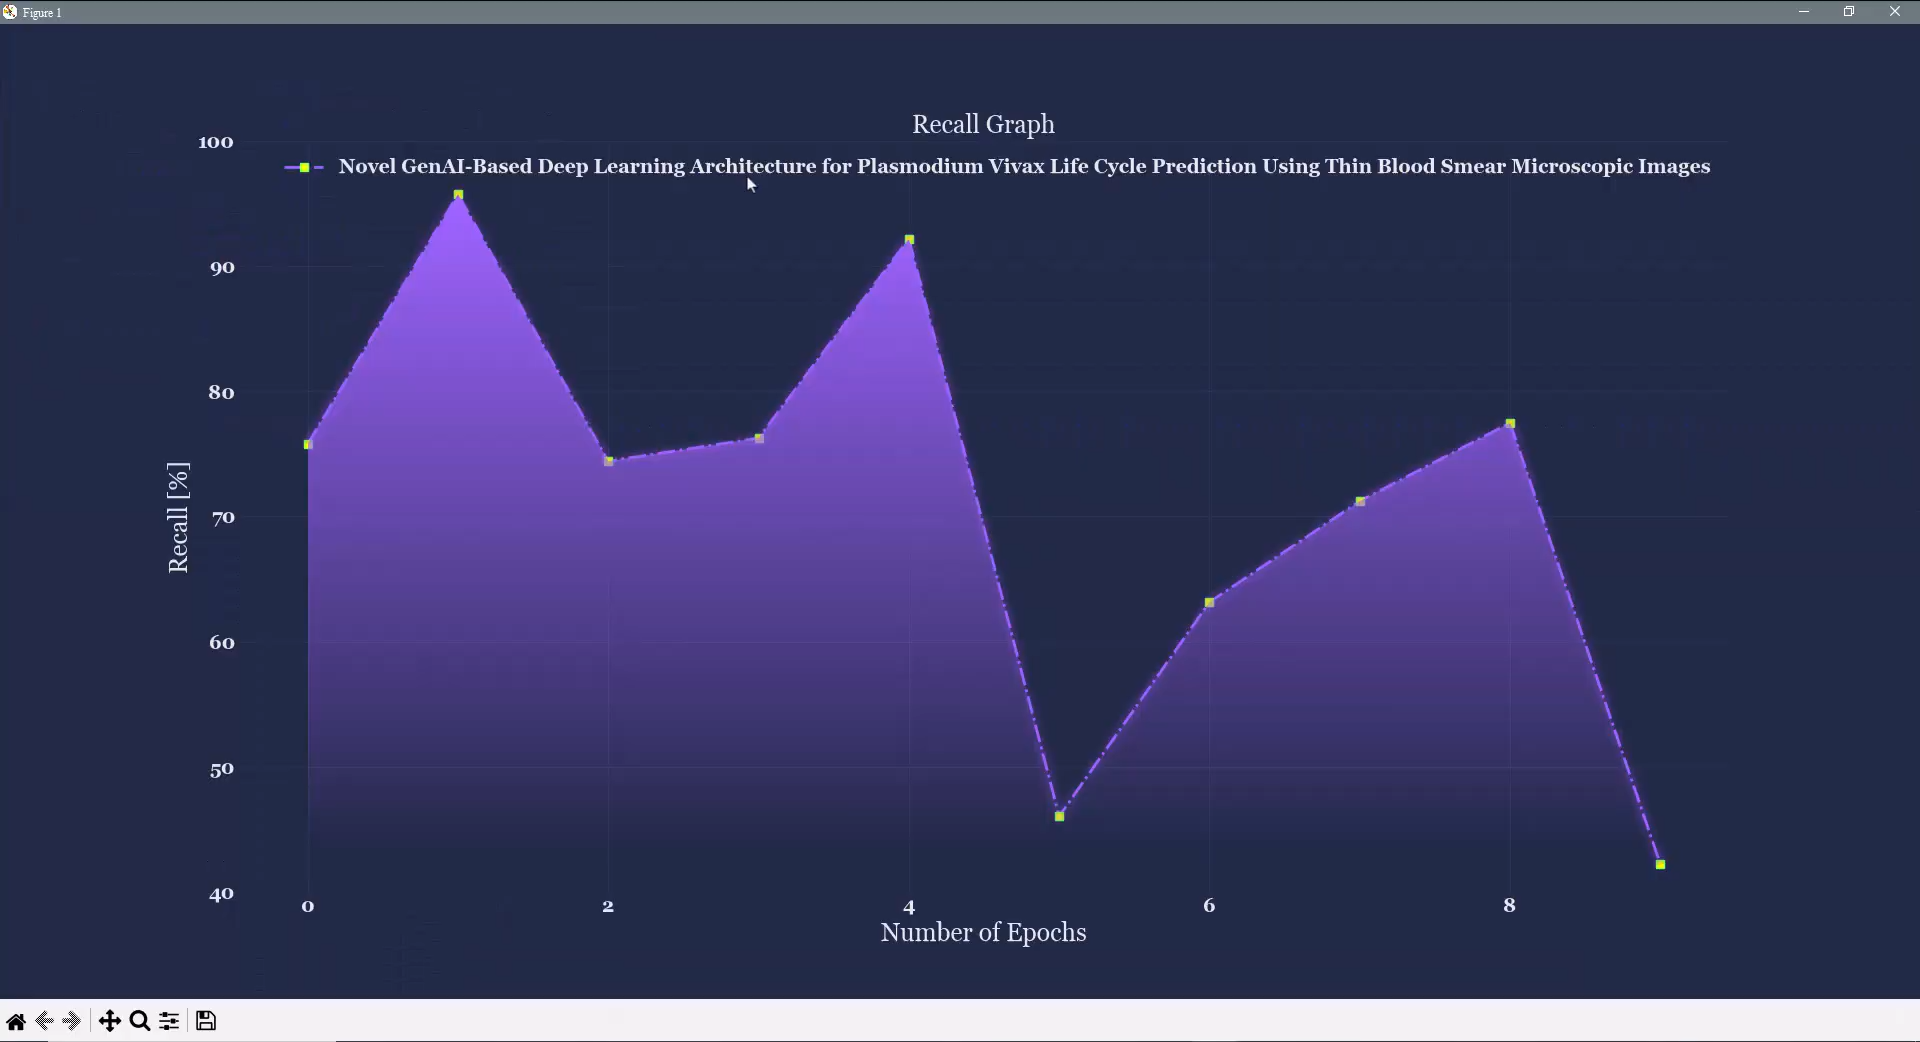 Figure 1
Recall Graph
100
Novel GenAI-Based Deep Learning Architecture for Plasmodium Vivax Life Cycle Prediction Using Thin Blood Smear Microscopic Images
90
80
Recall [%]
70
60
50
40
0 2 4 6 8
Number of Epochs